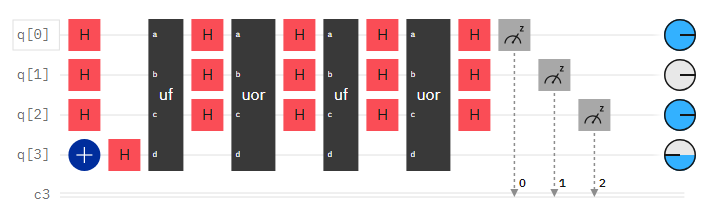 q[0] H a H a H a H a H z
q[1] H b H b H b H b H z
uf uor uf uor
q[2] H c H c H c H c H z
q[3] + H d d d d
0 1 2
c3